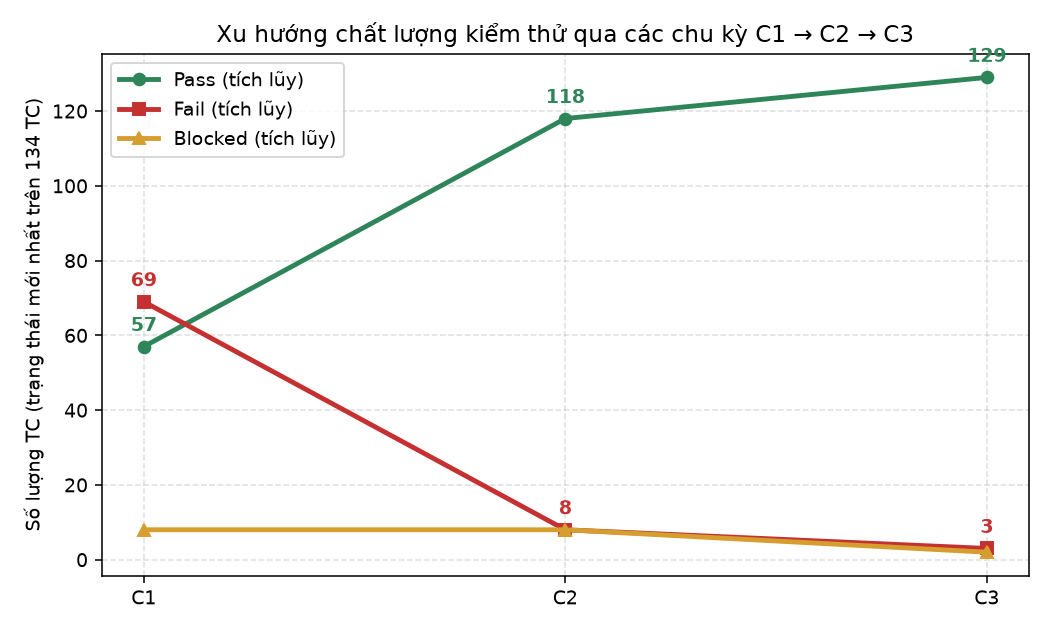 Xu hướng chất lượng kiểm thử qua các chu kỳ C1 → C2 → C3
Số lượng TC (trạng thái mới nhất trên 134 TC)
Pass (tích lũy)
Fail (tích lũy)
Blocked (tích lũy)
129
118
69
57
8
3
120
100
80
60
40
20
0
C1
C2
C3